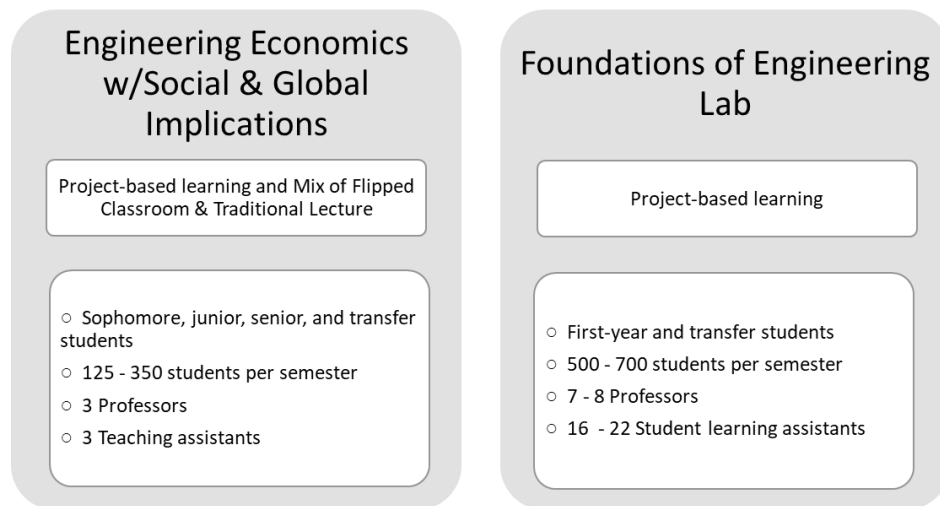 Engineering Economics
w/Social & Global
Implications
Project-based learning and Mix of Flipped
Classroom & Traditional Lecture
○ Sophomore, junior, senior, and transfer
students
○ 125 - 350 students per semester
○ 3 Professors
○ 3 Teaching assistants
Foundations of Engineering
Lab
Project-based learning
○ First-year and transfer students
○ 500 - 700 students per semester
○ 7 - 8 Professors
○ 16 - 22 Student learning assistants